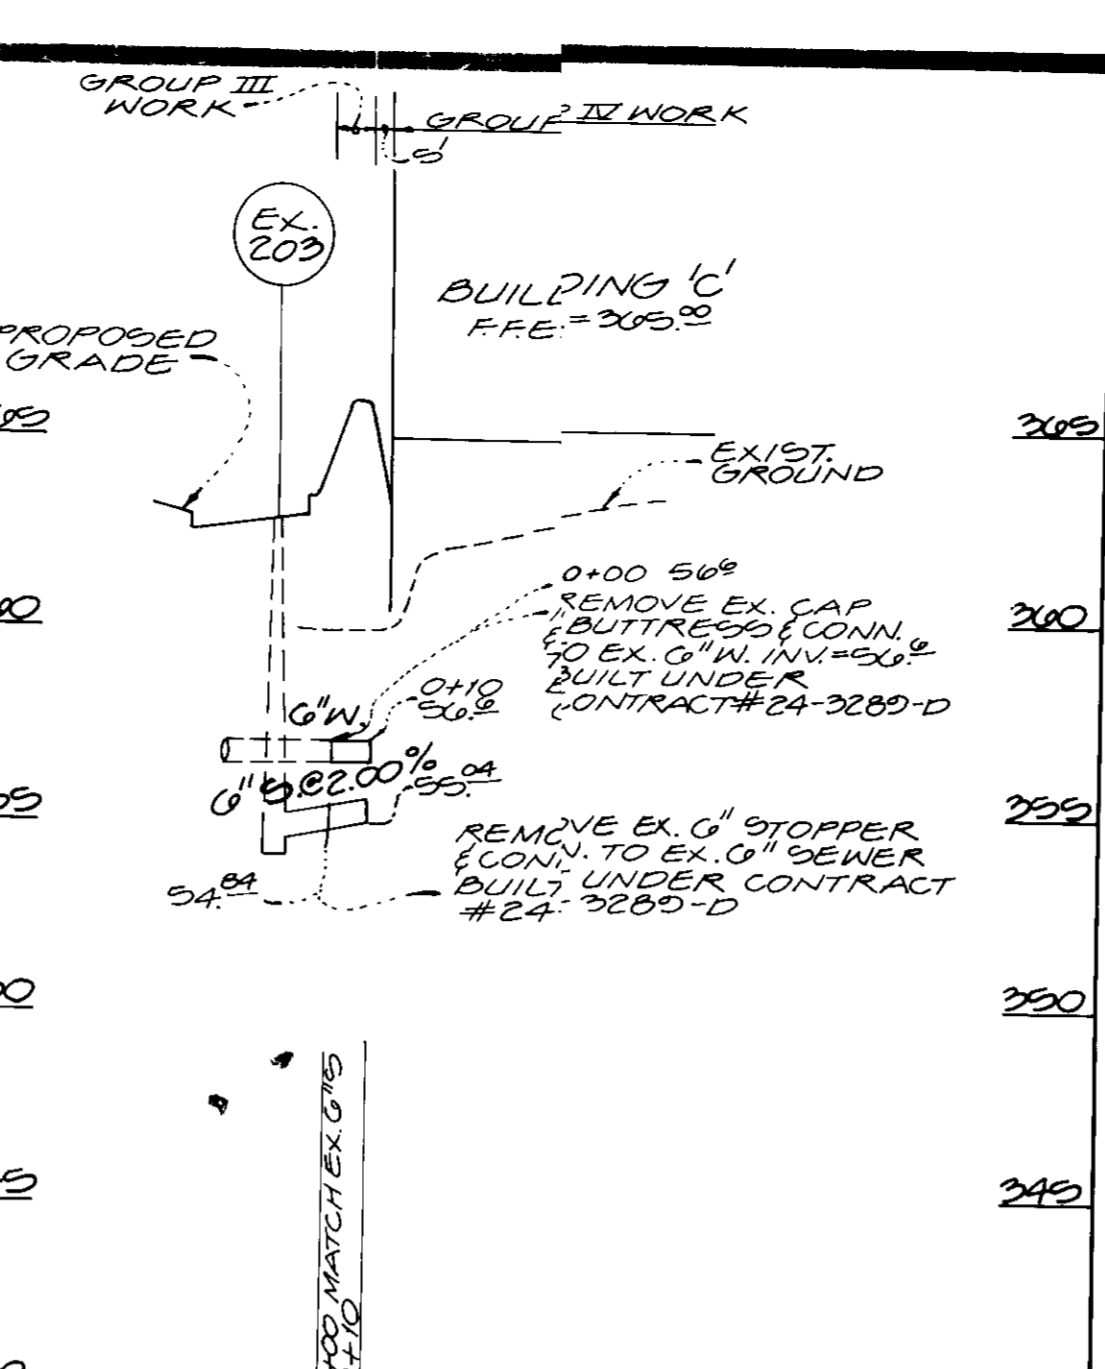 GROUP III
WORK
GROUP IV WORK
5'
EX.
203
BUILDING 'C'
F.F.E. = 365.00
PROPOSED
GRADE
365
EXIST.
GROUND
0+00 56.6
REMOVE EX. CAP
& BUTTRESS & CONN.
TO EX. 6" W. INV. = 56.6
BUILT UNDER
CONTRACT #24-3289-D
360
0+10
56.6
6" W.
6" S. @ 2.00%
55.04
355
REMOVE EX. 6" STOPPER
& CONN. TO EX. 6" SEWER
BUILT UNDER CONTRACT
#24-3289-D
54.84
350
345
+00 MATCH EX. 6" S
+10